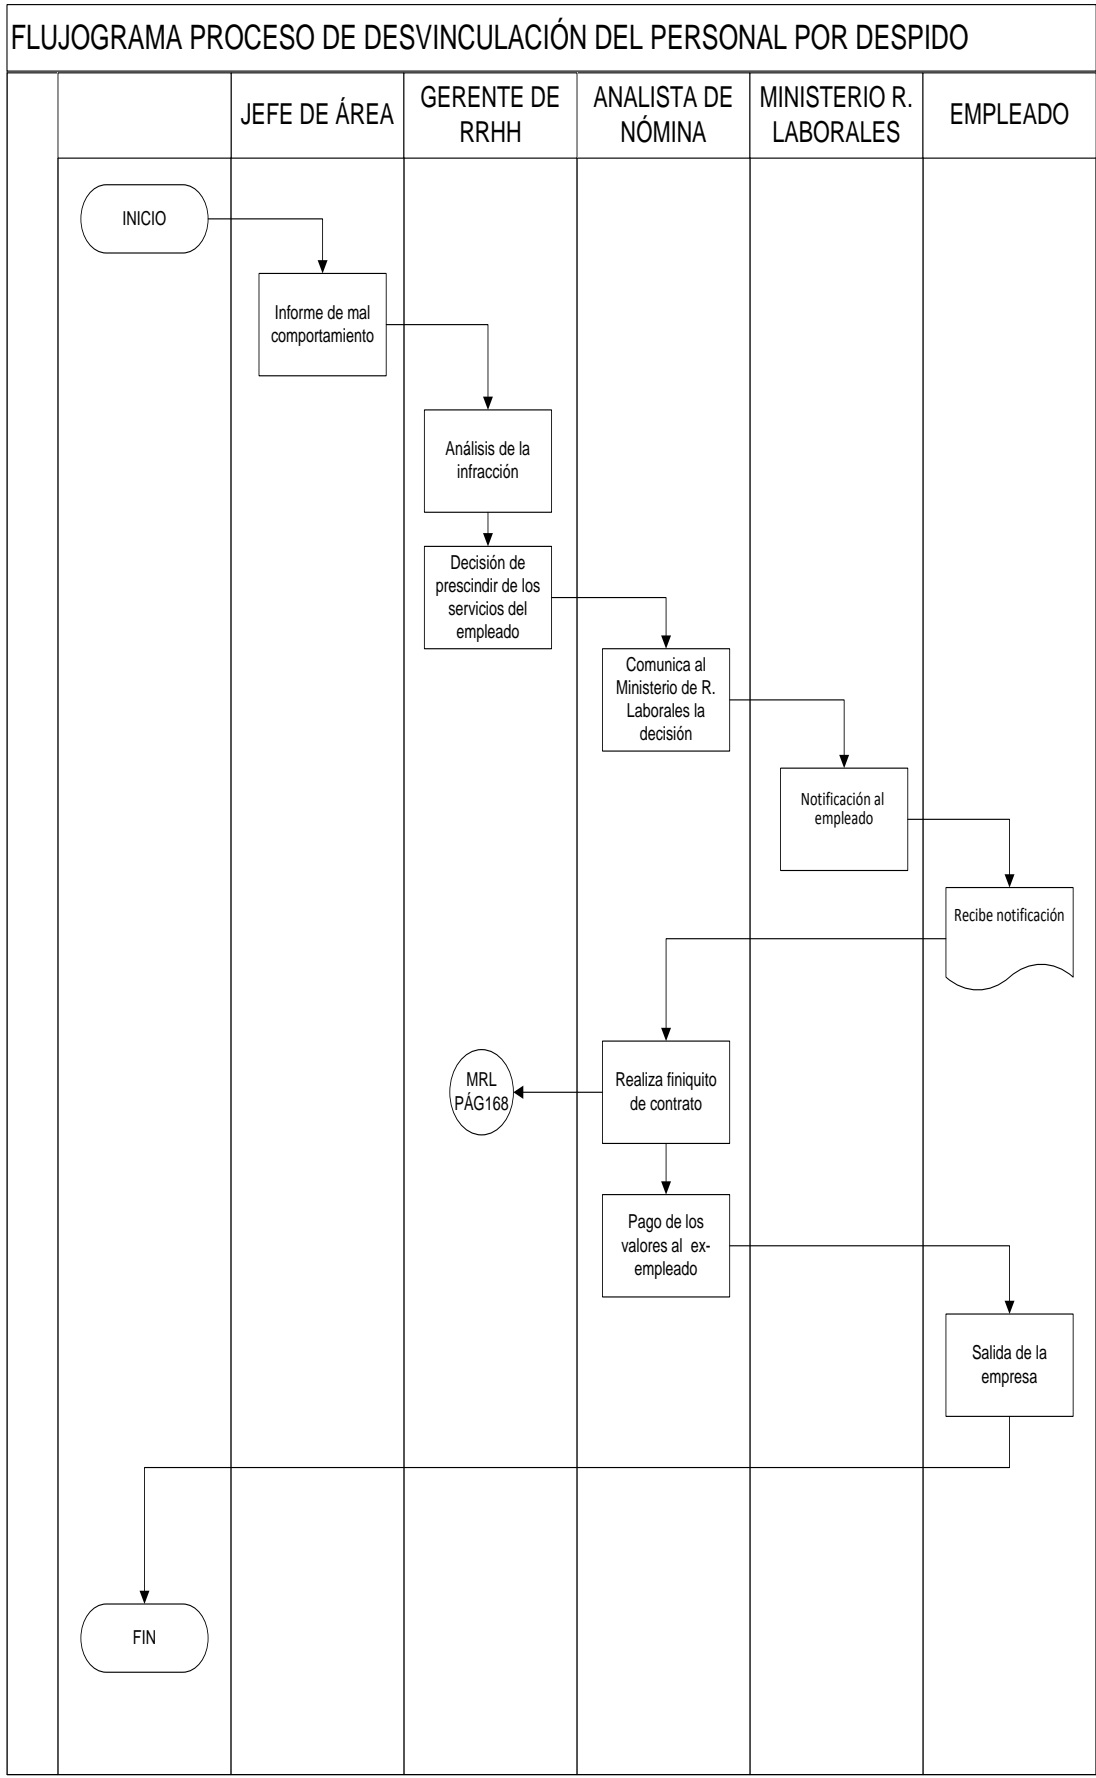 FLUJOGRAMA PROCESO DE DESVINCULACIÓN DEL PERSONAL POR DESPIDO
JEFE DE ÁREA
GERENTE DE
RRHH
ANALISTA DE
NÓMINA
MINISTERIO R.
LABORALES
EMPLEADO
INICIO
Informe de mal
comportamiento
Análisis de la
infracción
Decisión de
prescindir de los
servicios del
empleado
Comunica al
Ministerio de R.
Laborales la
decisión
Notificación al
empleado
Recibe notificación
MRL
PÁG168
Realiza finiquito
de contrato
Pago de los
valores al ex-
empleado
Salida de la
empresa
FIN